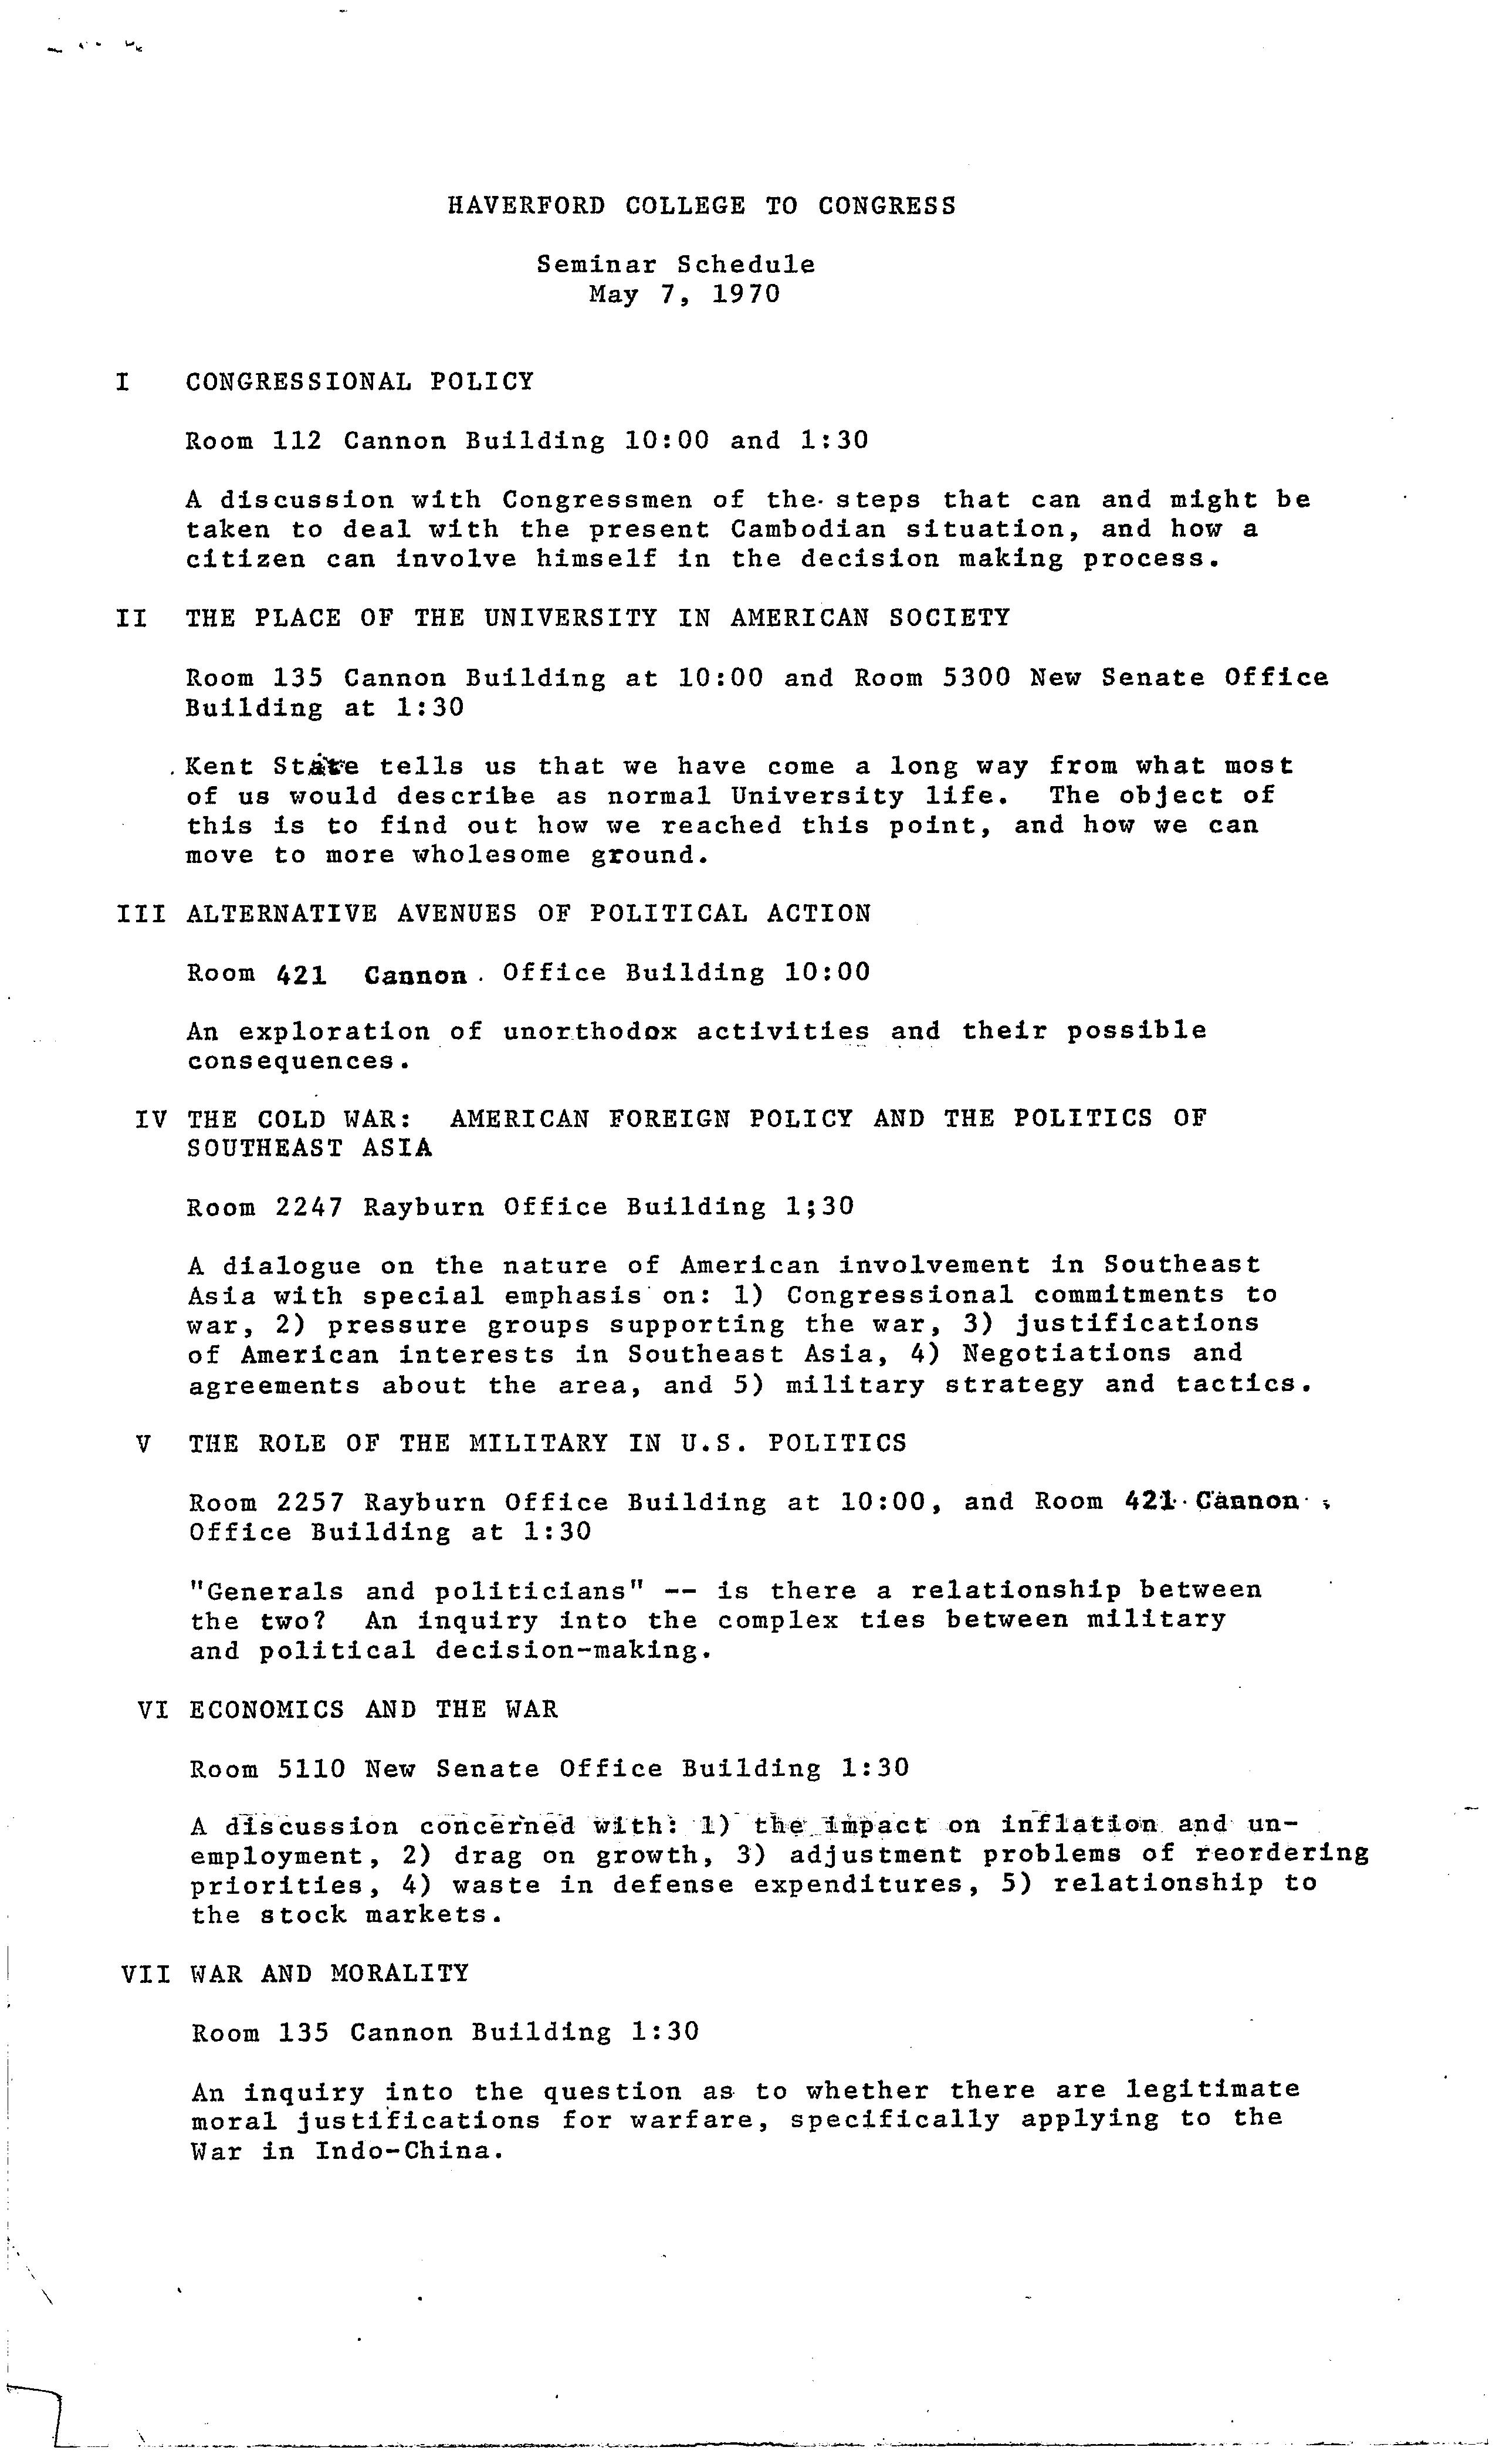 HAVERFORD COLLEGE TO CONGRESS
Seminar Schedule
May 7, 1970
I CONGRESSIONAL POLICY
Room 112 Cannon Building 10:00 and 1:30
A discussion with Congressmen of the steps that can and might be
taken to deal with the present Cambodian situation, and how a
citizen can involve himself in the decision making process.
II THE PLACE OF THE UNIVERSITY IN AMERICAN SOCIETY
Room 135 Cannon Building at 10:00 and Room 5300 New Senate Office
Building at 1:30
Kent State tells us that we have come a long way from what most
of us would describe as normal University life. The object of
this is to find out how we reached this point, and how we can
move to more wholesome ground.
III ALTERNATIVE AVENUES OF POLITICAL ACTION
Room 421 Cannon Office Building 10:00
An exploration of unorthodox activities and their possible
consequences.
IV THE COLD WAR: AMERICAN FOREIGN POLICY AND THE POLITICS OF
SOUTHEAST ASIA
Room 2247 Rayburn Office Building 1;30
A dialogue on the nature of American involvement in Southeast
Asia with special emphasis on: 1) Congressional commitments to
war, 2) pressure groups supporting the war, 3) justifications
of American interests in Southeast Asia, 4) Negotiations and
agreements about the area, and 5) military strategy and tactics.
V THE ROLE OF THE MILITARY IN U.S. POLITICS
Room 2257 Rayburn Office Building at 10:00, and Room 421 Cannon
Office Building at 1:30
"Generals and politicians" -- is there a relationship between
the two? An inquiry into the complex ties between military
and political decision-making.
VI ECONOMICS AND THE WAR
Room 5110 New Senate Office Building 1:30
A discussion concerned with: 1) the impact on inflation and un-
employment, 2) drag on growth, 3) adjustment problems of reordering
priorities, 4) waste in defense expenditures, 5) relationship to
the stock markets.
VII WAR AND MORALITY
Room 135 Cannon Building 1:30
An inquiry into the question as to whether there are legitimate
moral justifications for warfare, specifically applying to the
War in Indo-China.